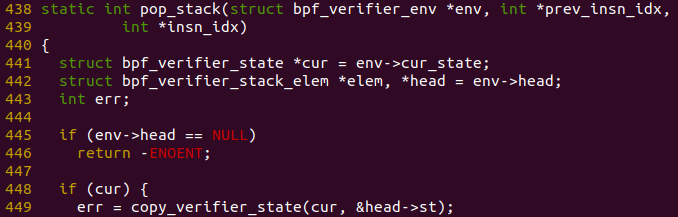 438 static int pop_stack(struct bpf_verifier_env *env, int *prev_insn_idx,
439          int *insn_idx)
440 {
441   struct bpf_verifier_state *cur = env->cur_state;
442   struct bpf_verifier_stack_elem *elem, *head = env->head;
443   int err;
444
445   if (env->head == NULL)
446     return -ENOENT;
447
448   if (cur) {
449     err = copy_verifier_state(cur, &head->st);